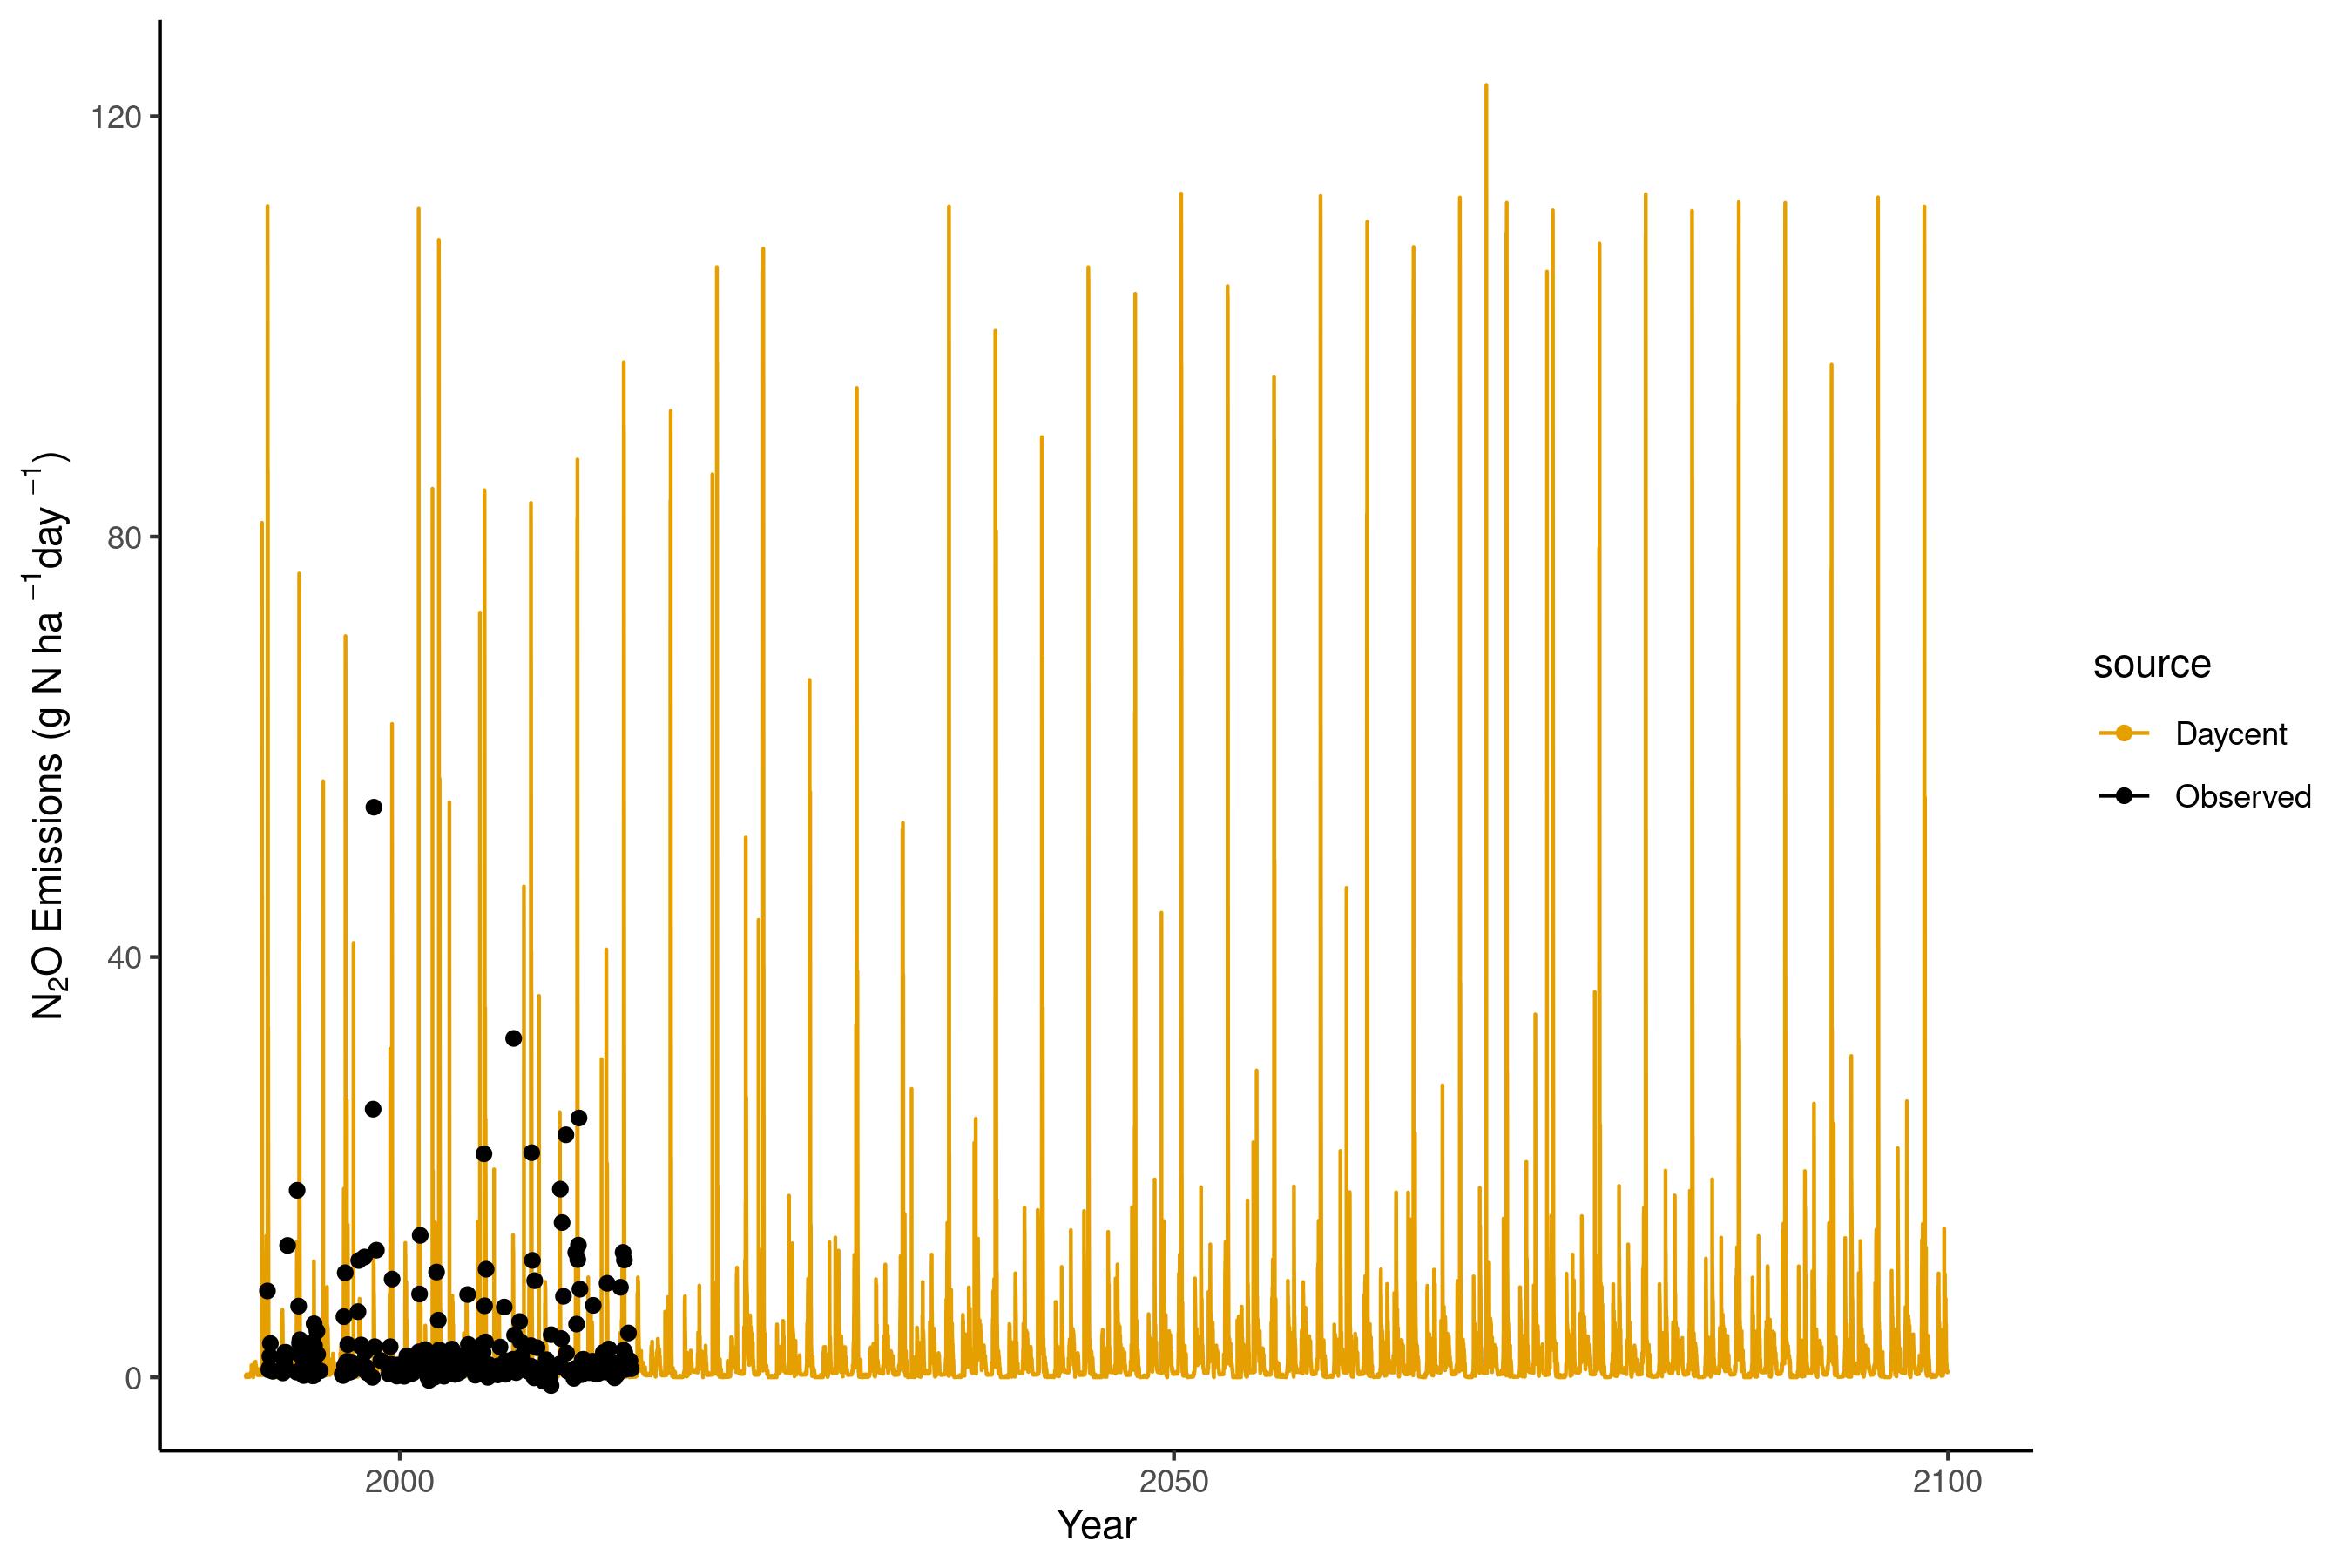 N₂O Emissions (g N ha ⁻¹day ⁻¹)
120
80
40
0
2000
2050
2100
Year
source
Daycent
Observed